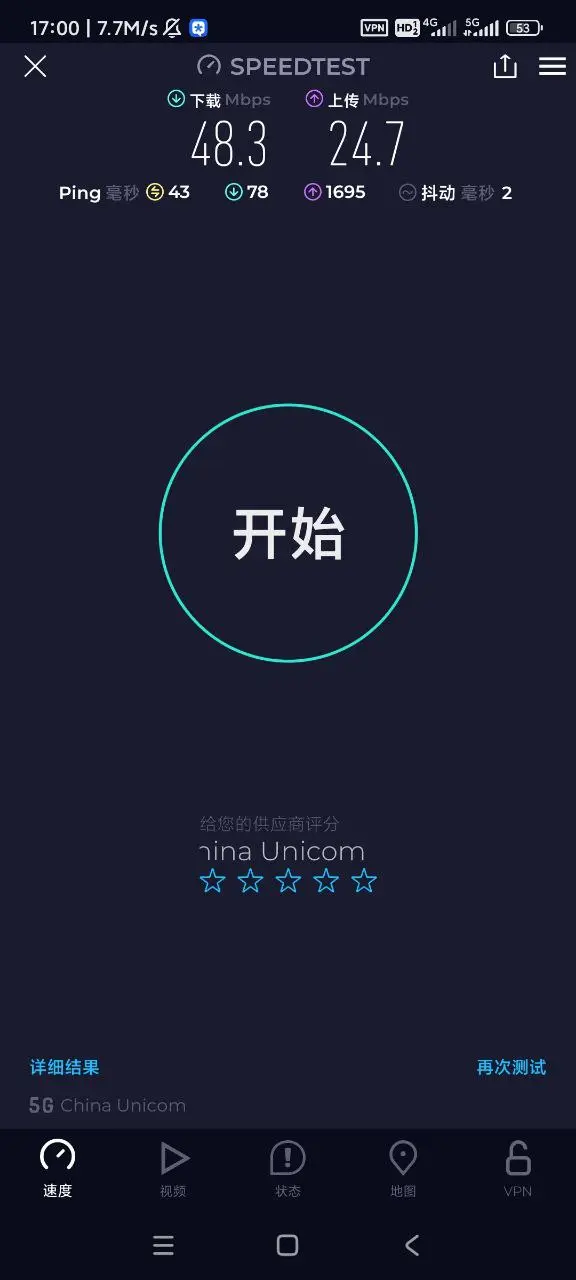 17:00 | 7.7M/s VPN HD 1 2 4G 5G 53
SPEEDTEST
下载 Mbps 上传 Mbps
48.3 24.7
Ping 毫秒 43 78 1695 抖动 毫秒 2
开始
给您的供应商评分
hina Unicom
详细结果 再次测试
5G China Unicom
速度 视频 状态 地图 VPN